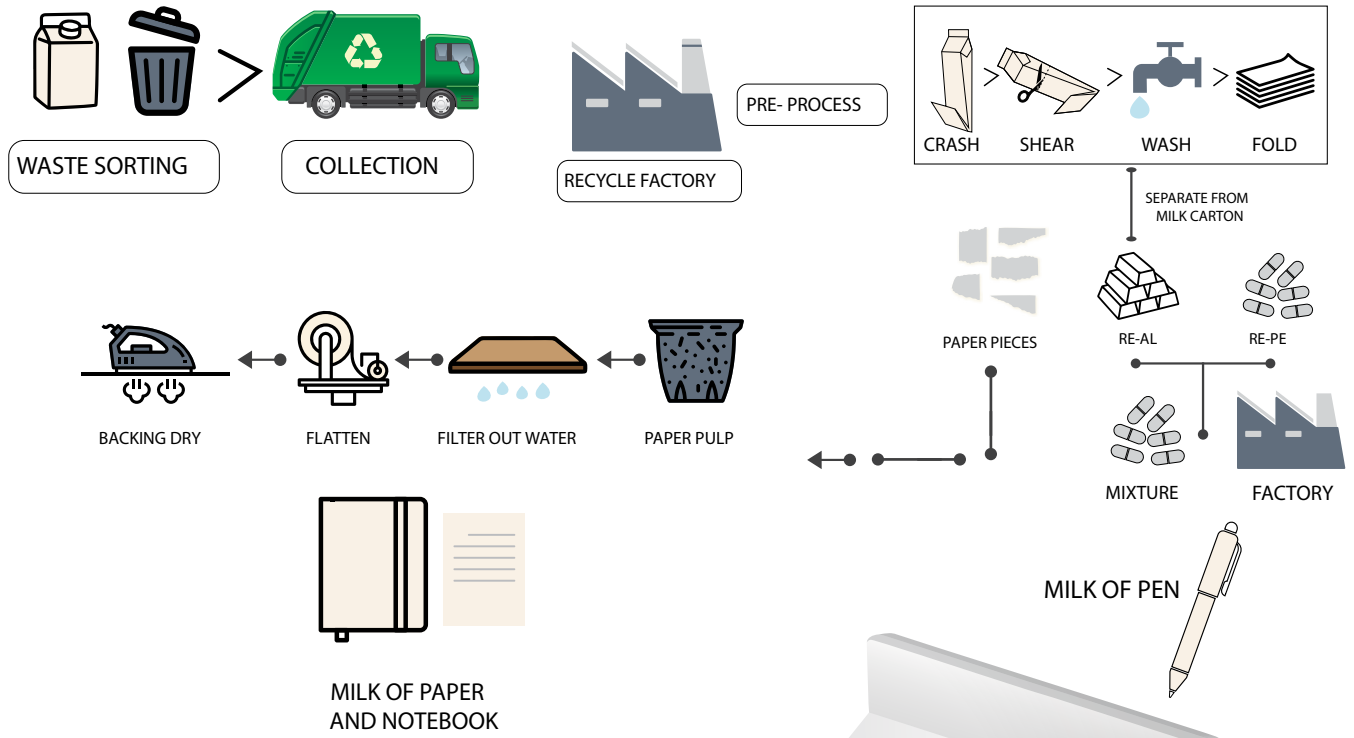 WASTE SORTING
COLLECTION
RECYCLE FACTORY
PRE- PROCESS
CRASH
SHEAR
WASH
FOLD
SEPARATE FROM
MILK CARTON
PAPER PIECES
RE-AL
RE-PE
BACKING DRY
FLATTEN
FILTER OUT WATER
PAPER PULP
MIXTURE
FACTORY
MILK OF PEN
MILK OF PAPER
AND NOTEBOOK